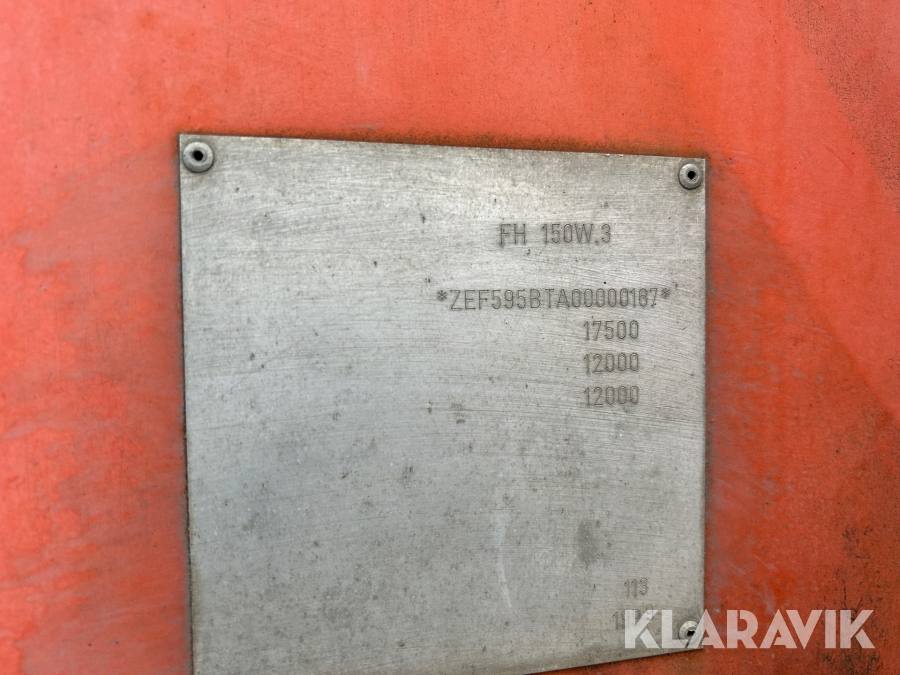 FH 150W.3
*ZEF595BTA00000187*
17500
12000
12000
113
KLARAVIK